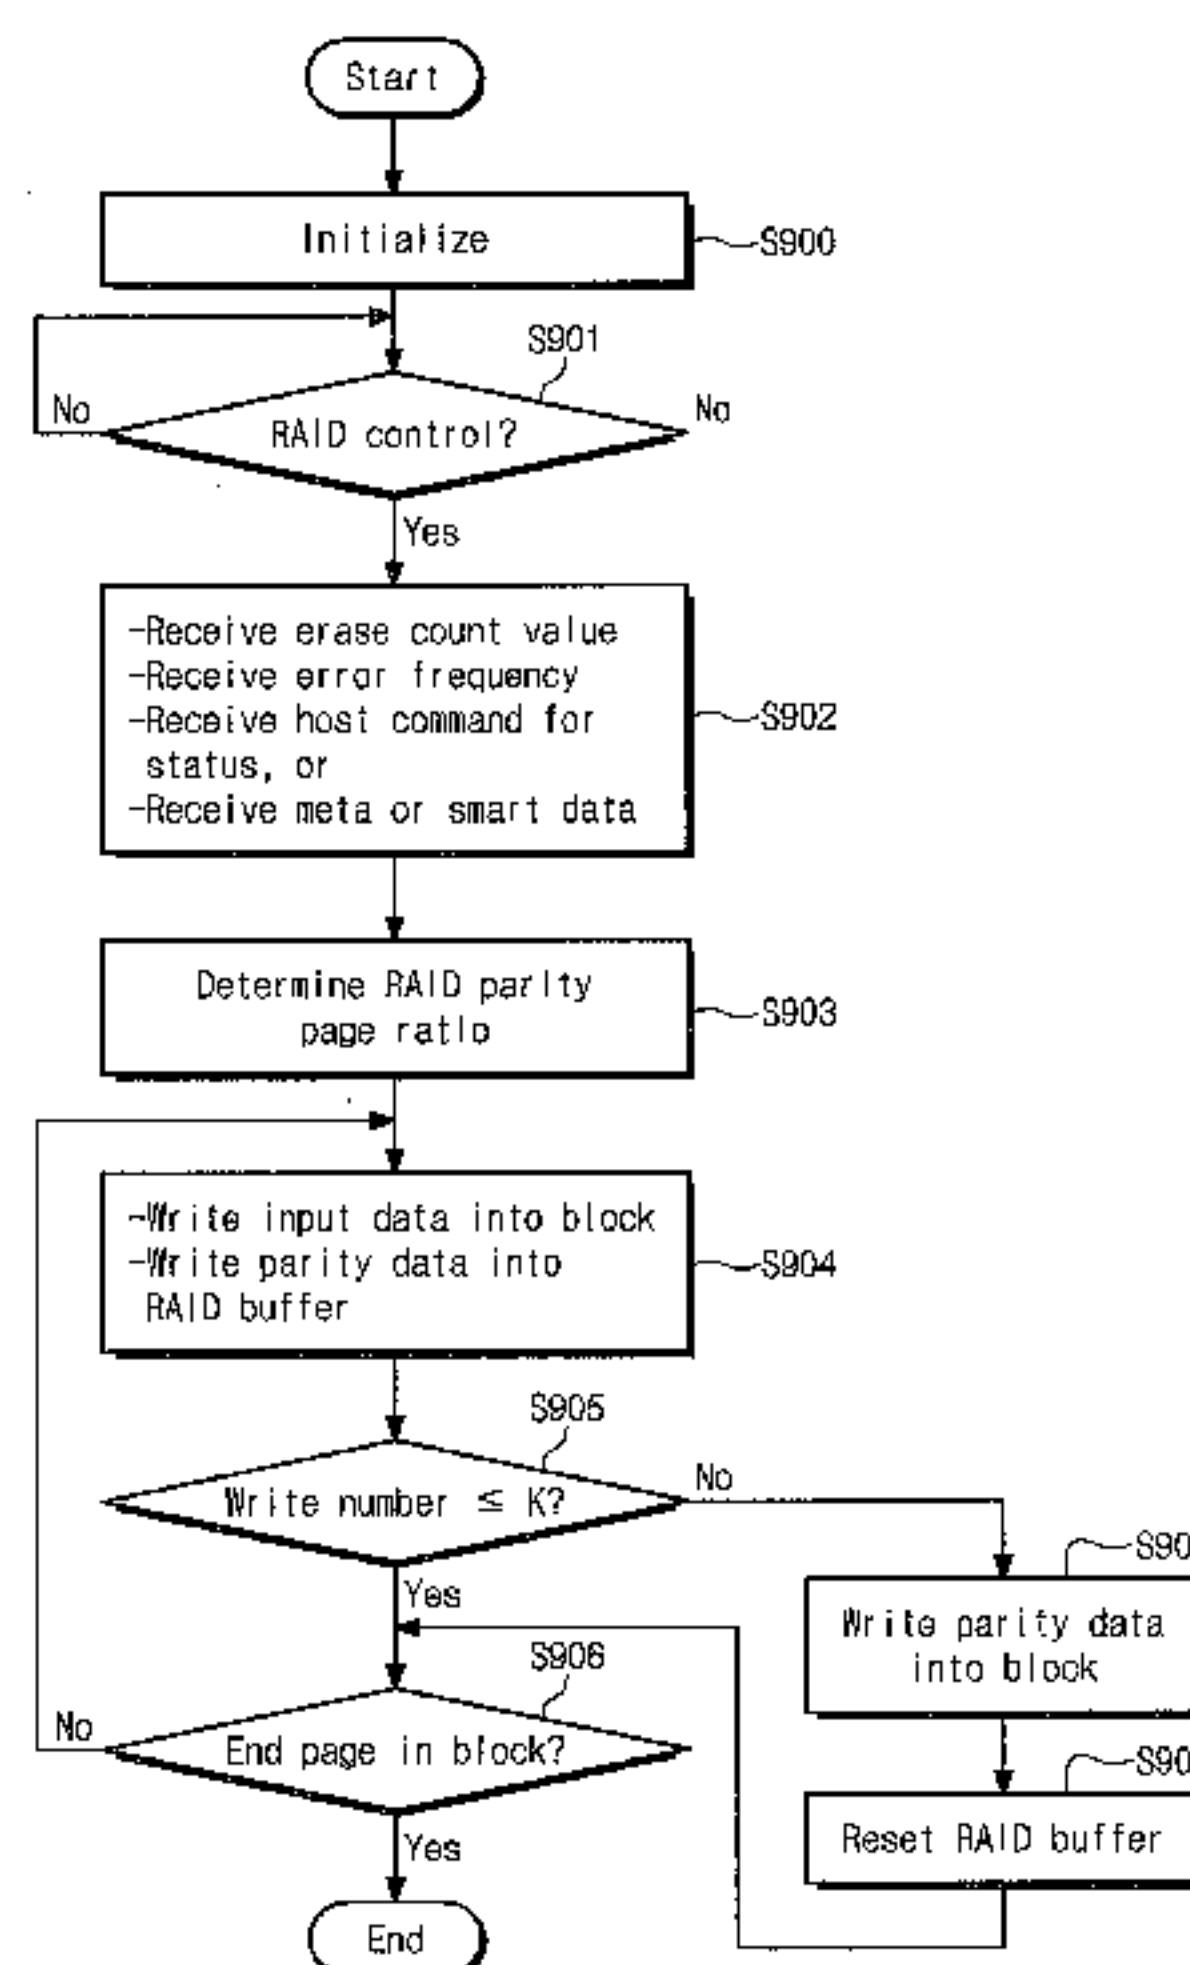 Start
Initialize
S900
S901
No
RAID control?
No
Yes
-Receive erase count value
-Receive error frequency
-Receive host command for
status, or
-Receive meta or smart data
S902
Determine RAID parity
page ratio
S903
-Write input data into block
-Write parity data into
RAID buffer
S904
S905
Write number ≤ K?
No
Yes
S90
Write parity data
into block
S906
No
End page in block?
S90
Reset RAID buffer
Yes
End